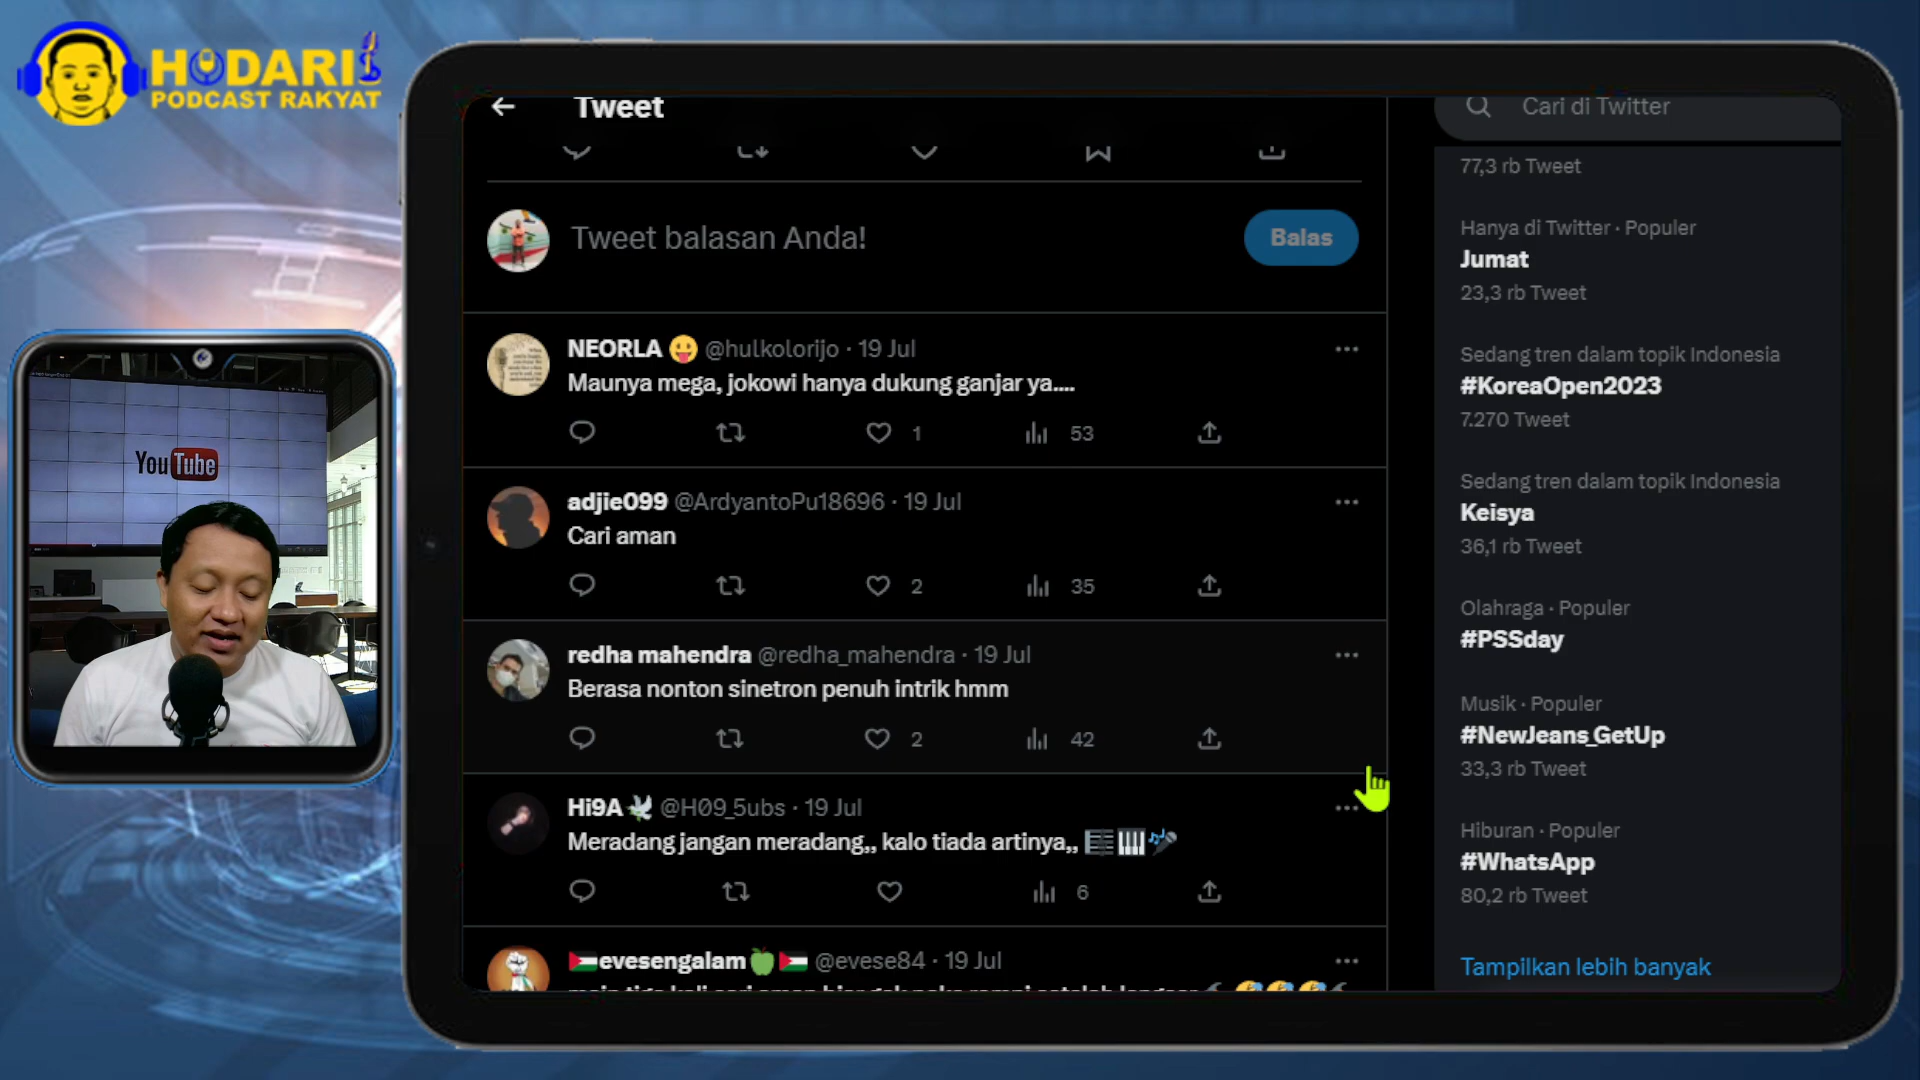 HODARI
PODCAST RAKYAT
YouTube
Tweet
Tweet balasan Anda!
Balas
NEORLA 😛 @hulkolorijo · 19 Jul
Maunya mega, jokowi hanya dukung ganjar ya....
1
53
adjie099 @ArdyantoPu18696 · 19 Jul
Cari aman
2
35
redha mahendra @redha_mahendra · 19 Jul
Berasa nonton sinetron penuh intrik hmm
2
42
Hi9A 🕊 @H09_5ubs · 19 Jul
Meradang jangan meradang,, kalo tiada artinya,, 🎼🎹🎤
6
🇵🇸evesengalam🍏🇵🇸 @evese84 · 19 Jul
Cari di Twitter
77,3 rb Tweet
Hanya di Twitter · Populer
Jumat
23,3 rb Tweet
Sedang tren dalam topik Indonesia
#KoreaOpen2023
7.270 Tweet
Sedang tren dalam topik Indonesia
Keisya
36,1 rb Tweet
Olahraga · Populer
#PSSday
Musik · Populer
#NewJeans_GetUp
33,3 rb Tweet
Hiburan · Populer
#WhatsApp
80,2 rb Tweet
Tampilkan lebih banyak